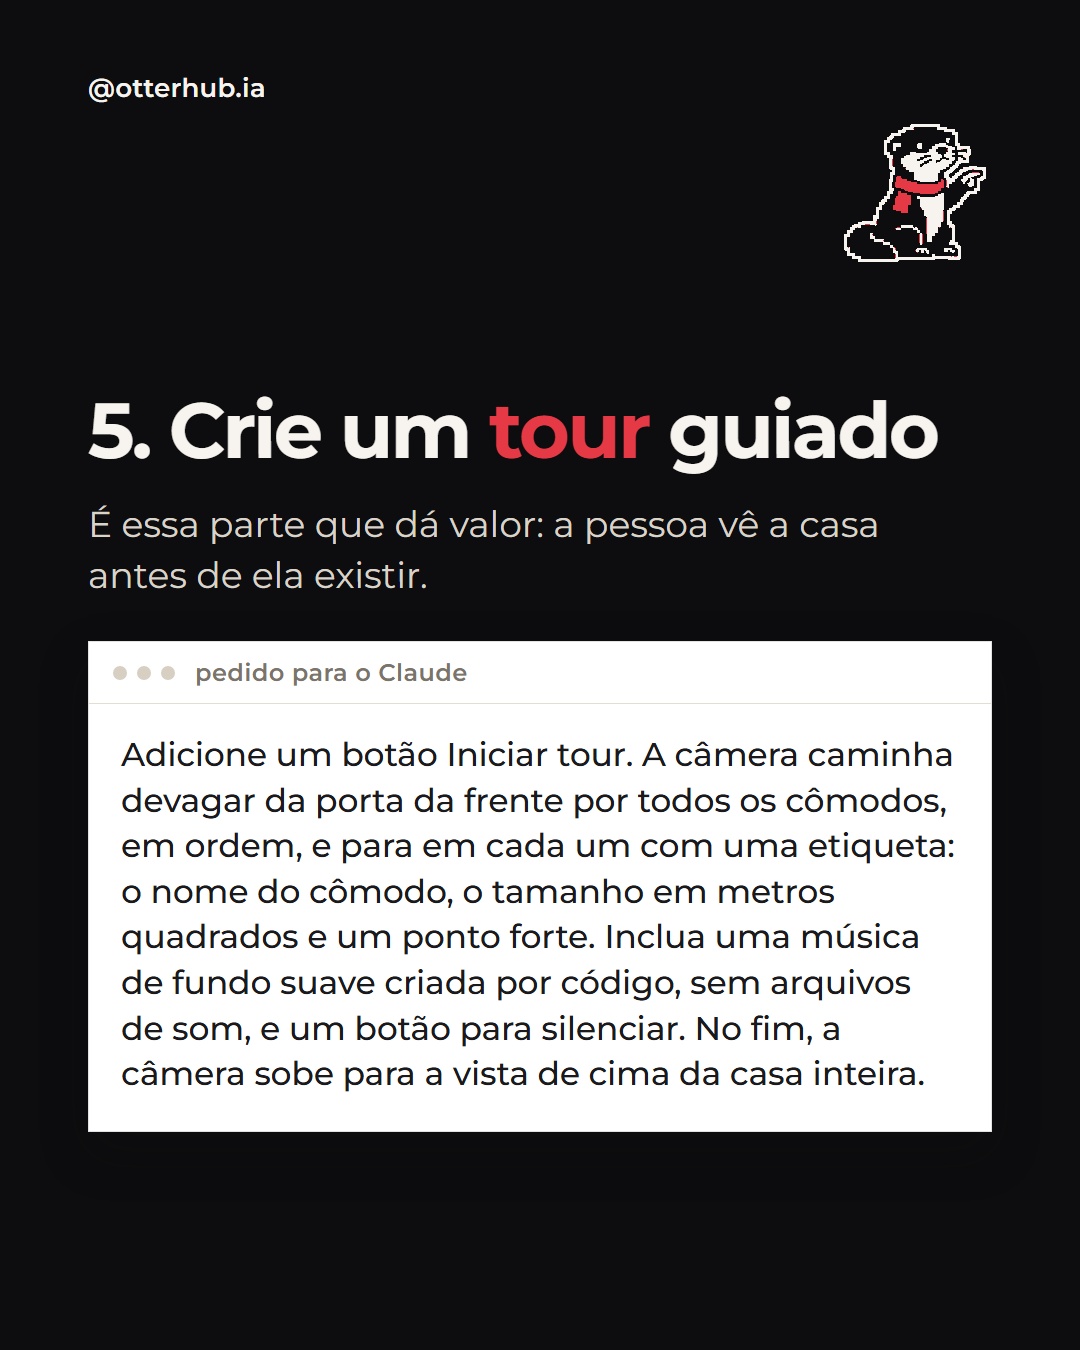 @otterhub.ia
5. Crie um tour guiado
É essa parte que dá valor: a pessoa vê a casa
antes de ela existir.
pedido para o Claude
Adicione um botão Iniciar tour. A câmera caminha
devagar da porta da frente por todos os cômodos,
em ordem, e para em cada um com uma etiqueta:
o nome do cômodo, o tamanho em metros
quadrados e um ponto forte. Inclua uma música
de fundo suave criada por código, sem arquivos
de som, e um botão para silenciar. No fim, a
câmera sobe para a vista de cima da casa inteira.